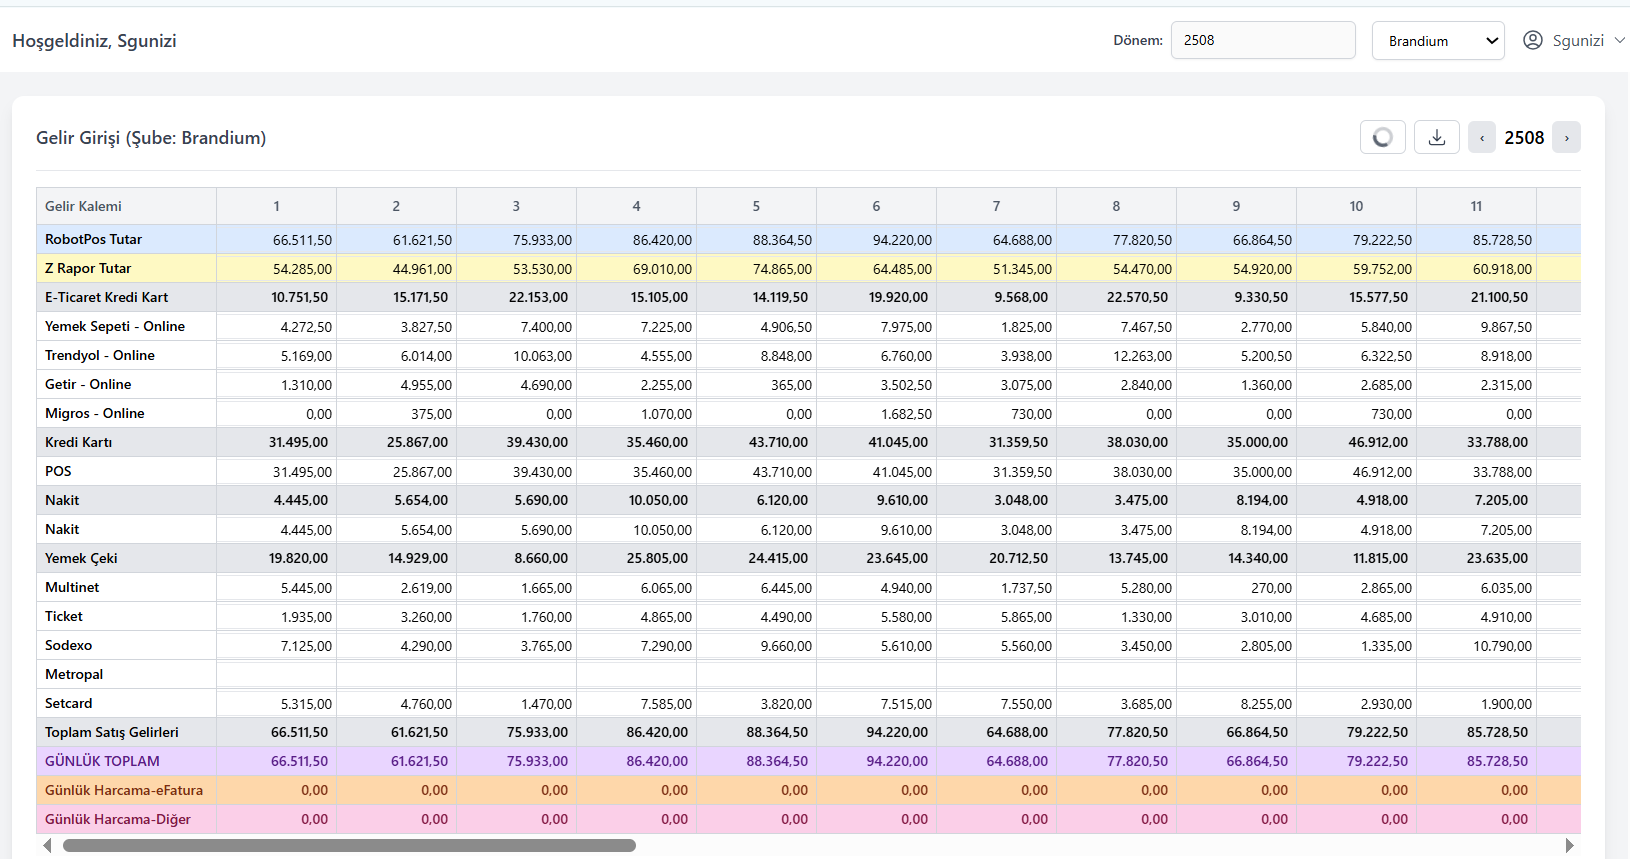 Hoşgeldiniz, Sgunizi
Dönem: 2508 Brandium Sgunizi
Gelir Girişi (Şube: Brandium)
‹ 2508 ›
Gelir Kalemi 1 2 3 4 5 6 7 8 9 10 11
RobotPos Tutar 66.511,50 61.621,50 75.933,00 86.420,00 88.364,50 94.220,00 64.688,00 77.820,50 66.864,50 79.222,50 85.728,50
Z Rapor Tutar 54.285,00 44.961,00 53.530,00 69.010,00 74.865,00 64.485,00 51.345,00 54.470,00 54.920,00 59.752,00 60.918,00
E-Ticaret Kredi Kart 10.751,50 15.171,50 22.153,00 15.105,00 14.119,50 19.920,00 9.568,00 22.570,50 9.330,50 15.577,50 21.100,50
Yemek Sepeti - Online 4.272,50 3.827,50 7.400,00 7.225,00 4.906,50 7.975,00 1.825,00 7.467,50 2.770,00 5.840,00 9.867,50
Trendyol - Online 5.169,00 6.014,00 10.063,00 4.555,00 8.848,00 6.760,00 3.938,00 12.263,00 5.200,50 6.322,50 8.918,00
Getir - Online 1.310,00 4.955,00 4.690,00 2.255,00 365,00 3.502,50 3.075,00 2.840,00 1.360,00 2.685,00 2.315,00
Migros - Online 0,00 375,00 0,00 1.070,00 0,00 1.682,50 730,00 0,00 0,00 730,00 0,00
Kredi Kartı 31.495,00 25.867,00 39.430,00 35.460,00 43.710,00 41.045,00 31.359,50 38.030,00 35.000,00 46.912,00 33.788,00
POS 31.495,00 25.867,00 39.430,00 35.460,00 43.710,00 41.045,00 31.359,50 38.030,00 35.000,00 46.912,00 33.788,00
Nakit 4.445,00 5.654,00 5.690,00 10.050,00 6.120,00 9.610,00 3.048,00 3.475,00 8.194,00 4.918,00 7.205,00
Nakit 4.445,00 5.654,00 5.690,00 10.050,00 6.120,00 9.610,00 3.048,00 3.475,00 8.194,00 4.918,00 7.205,00
Yemek Çeki 19.820,00 14.929,00 8.660,00 25.805,00 24.415,00 23.645,00 20.712,50 13.745,00 14.340,00 11.815,00 23.635,00
Multinet 5.445,00 2.619,00 1.665,00 6.065,00 6.445,00 4.940,00 1.737,50 5.280,00 270,00 2.865,00 6.035,00
Ticket 1.935,00 3.260,00 1.760,00 4.865,00 4.490,00 5.580,00 5.865,00 1.330,00 3.010,00 4.685,00 4.910,00
Sodexo 7.125,00 4.290,00 3.765,00 7.290,00 9.660,00 5.610,00 5.560,00 3.450,00 2.805,00 1.335,00 10.790,00
Metropal
Setcard 5.315,00 4.760,00 1.470,00 7.585,00 3.820,00 7.515,00 7.550,00 3.685,00 8.255,00 2.930,00 1.900,00
Toplam Satış Gelirleri 66.511,50 61.621,50 75.933,00 86.420,00 88.364,50 94.220,00 64.688,00 77.820,50 66.864,50 79.222,50 85.728,50
GÜNLÜK TOPLAM 66.511,50 61.621,50 75.933,00 86.420,00 88.364,50 94.220,00 64.688,00 77.820,50 66.864,50 79.222,50 85.728,50
Günlük Harcama-eFatura 0,00 0,00 0,00 0,00 0,00 0,00 0,00 0,00 0,00 0,00 0,00
Günlük Harcama-Diğer 0,00 0,00 0,00 0,00 0,00 0,00 0,00 0,00 0,00 0,00 0,00